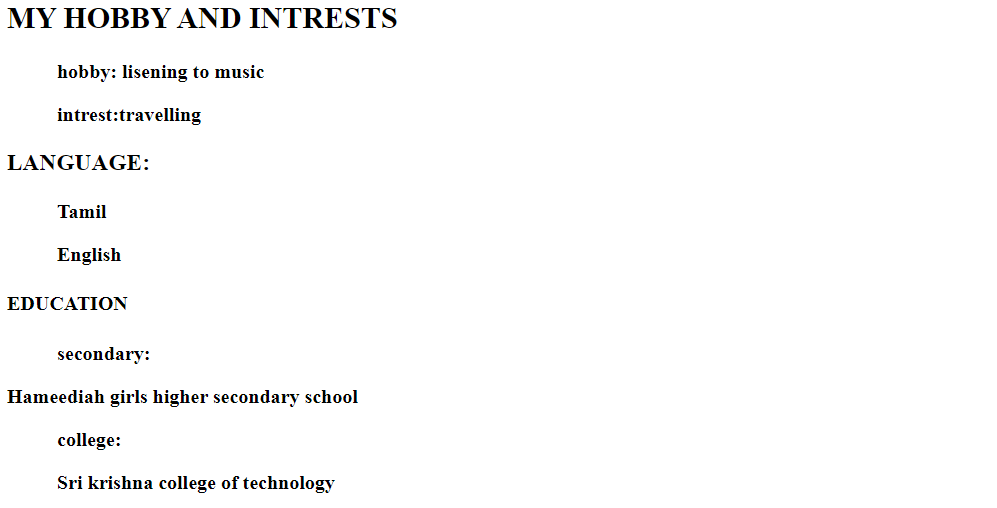 MY HOBBY AND INTRESTS
hobby: lisening to music
intrest:travelling
LANGUAGE:
Tamil
English
EDUCATION
secondary:
Hameediah girls higher secondary school
college:
Sri krishna college of technology